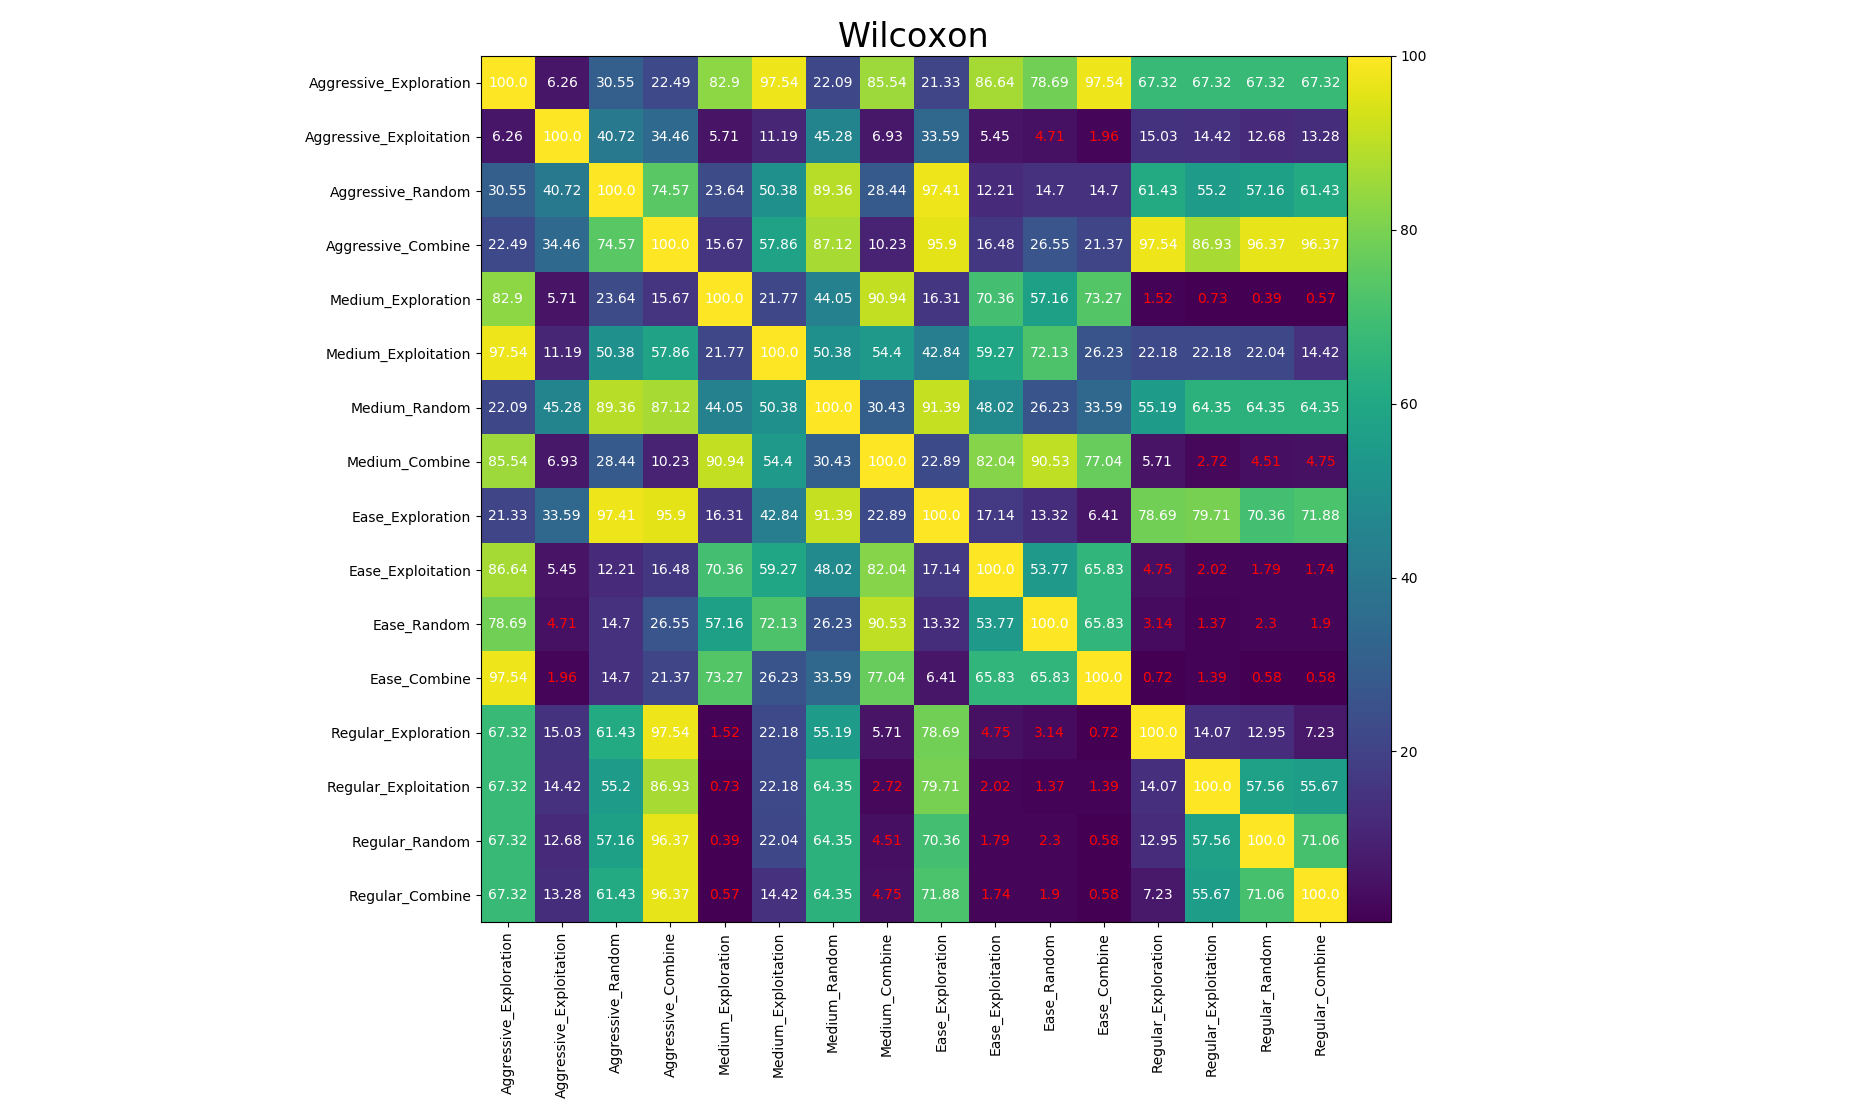 Wilcoxon
Aggressive_Exploration 100.0 6.26 30.55 22.49 82.9 97.54 22.09 85.54 21.33 86.64 78.69 97.54 67.32 67.32 67.32 67.32
Aggressive_Exploitation 6.26 100.0 40.72 34.46 5.71 11.19 45.28 6.93 33.59 5.45 4.71 1.96 15.03 14.42 12.68 13.28
Aggressive_Random 30.55 40.72 100.0 74.57 23.64 50.38 89.36 28.44 97.41 12.21 14.7 14.7 61.43 55.2 57.16 61.43
Aggressive_Combine 22.49 34.46 74.57 100.0 15.67 57.86 87.12 10.23 95.9 16.48 26.55 21.37 97.54 86.93 96.37 96.37
Medium_Exploration 82.9 5.71 23.64 15.67 100.0 21.77 44.05 90.94 16.31 70.36 57.16 73.27 1.52 0.73 0.39 0.57
Medium_Exploitation 97.54 11.19 50.38 57.86 21.77 100.0 50.38 54.4 42.84 59.27 72.13 26.23 22.18 22.18 22.04 14.42
Medium_Random 22.09 45.28 89.36 87.12 44.05 50.38 100.0 30.43 91.39 48.02 26.23 33.59 55.19 64.35 64.35 64.35
Medium_Combine 85.54 6.93 28.44 10.23 90.94 54.4 30.43 100.0 22.89 82.04 90.53 77.04 5.71 2.72 4.51 4.75
Ease_Exploration 21.33 33.59 97.41 95.9 16.31 42.84 91.39 22.89 100.0 17.14 13.32 6.41 78.69 79.71 70.36 71.88
Ease_Exploitation 86.64 5.45 12.21 16.48 70.36 59.27 48.02 82.04 17.14 100.0 53.77 65.83 4.75 2.02 1.79 1.74
Ease_Random 78.69 4.71 14.7 26.55 57.16 72.13 26.23 90.53 13.32 53.77 100.0 65.83 3.14 1.37 2.3 1.9
Ease_Combine 97.54 1.96 14.7 21.37 73.27 26.23 33.59 77.04 6.41 65.83 65.83 100.0 0.72 1.39 0.58 0.58
Regular_Exploration 67.32 15.03 61.43 97.54 1.52 22.18 55.19 5.71 78.69 4.75 3.14 0.72 100.0 14.07 12.95 7.23
Regular_Exploitation 67.32 14.42 55.2 86.93 0.73 22.18 64.35 2.72 79.71 2.02 1.37 1.39 14.07 100.0 57.56 55.67
Regular_Random 67.32 12.68 57.16 96.37 0.39 22.04 64.35 4.51 70.36 1.79 2.3 0.58 12.95 57.56 100.0 71.06
Regular_Combine 67.32 13.28 61.43 96.37 0.57 14.42 64.35 4.75 71.88 1.74 1.9 0.58 7.23 55.67 71.06 100.0
Aggressive_Exploration
Aggressive_Exploitation
Aggressive_Random
Aggressive_Combine
Medium_Exploration
Medium_Exploitation
Medium_Random
Medium_Combine
Ease_Exploration
Ease_Exploitation
Ease_Random
Ease_Combine
Regular_Exploration
Regular_Exploitation
Regular_Random
Regular_Combine
100
80
60
40
20